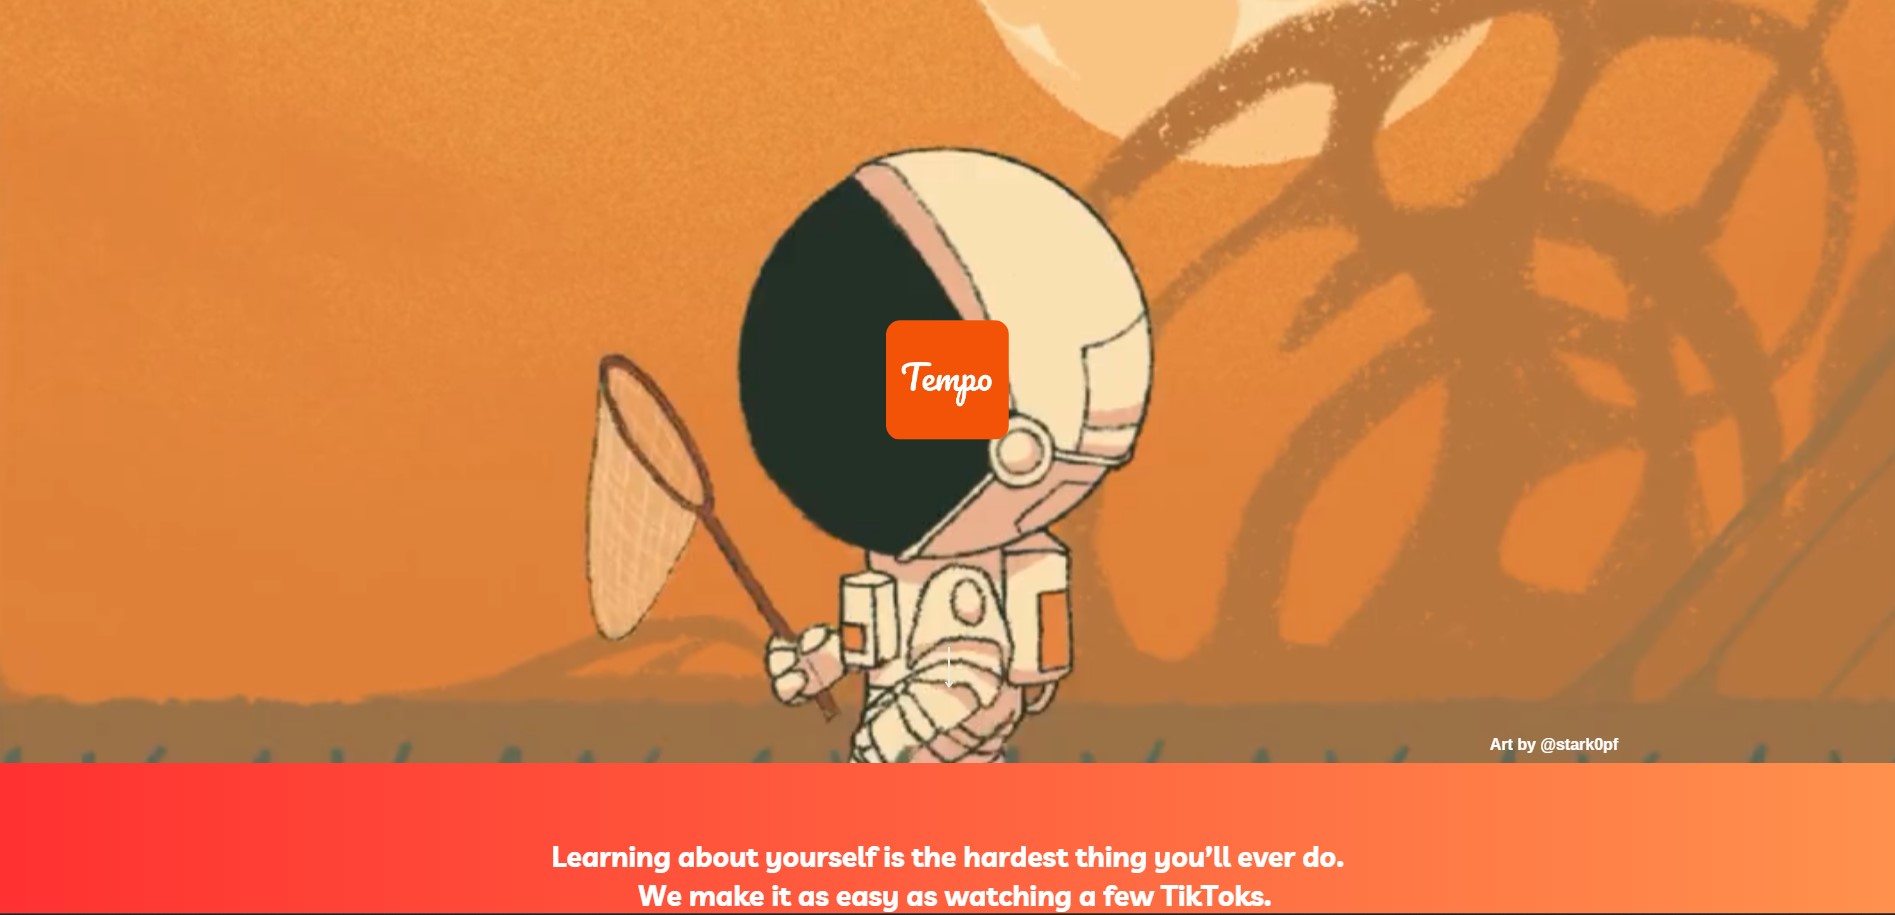 Tempo
Art by @stark0pf
Learning about yourself is the hardest thing you’ll ever do.
We make it as easy as watching a few TikToks.